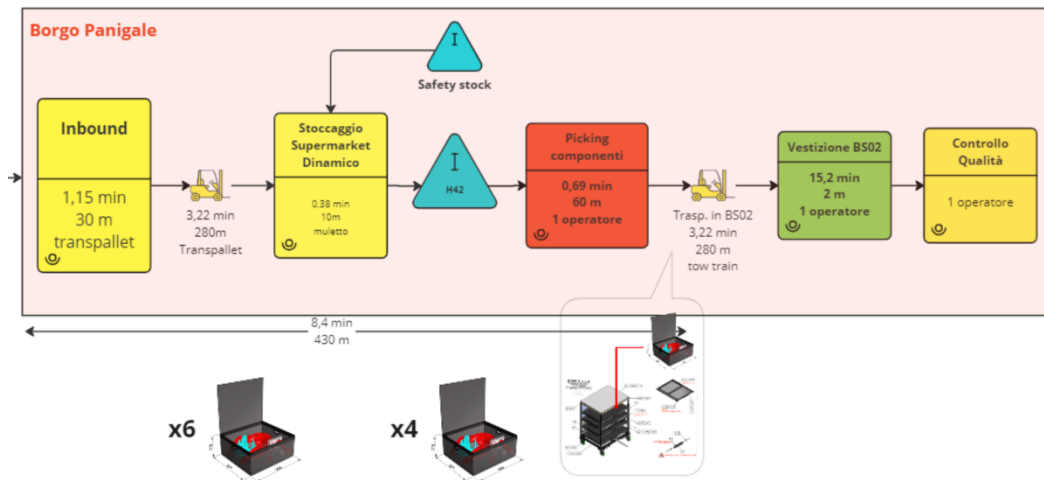 Borgo Panigale
I
Safety stock
Inbound
1,15 min
30 m
transpallet
3,22 min
280m
Transpallet
Stoccaggio
Supermarket
Dinamico
0,38 min
10m
muletto
I
H42
Picking
componenti
0,69 min
60 m
1 operatore
Trasp. in BS02
3,22 min
280 m
tow train
Vestizione BS02
15,2 min
2 m
1 operatore
Controllo
Qualità
1 operatore
8,4 min
430 m
x6
x4